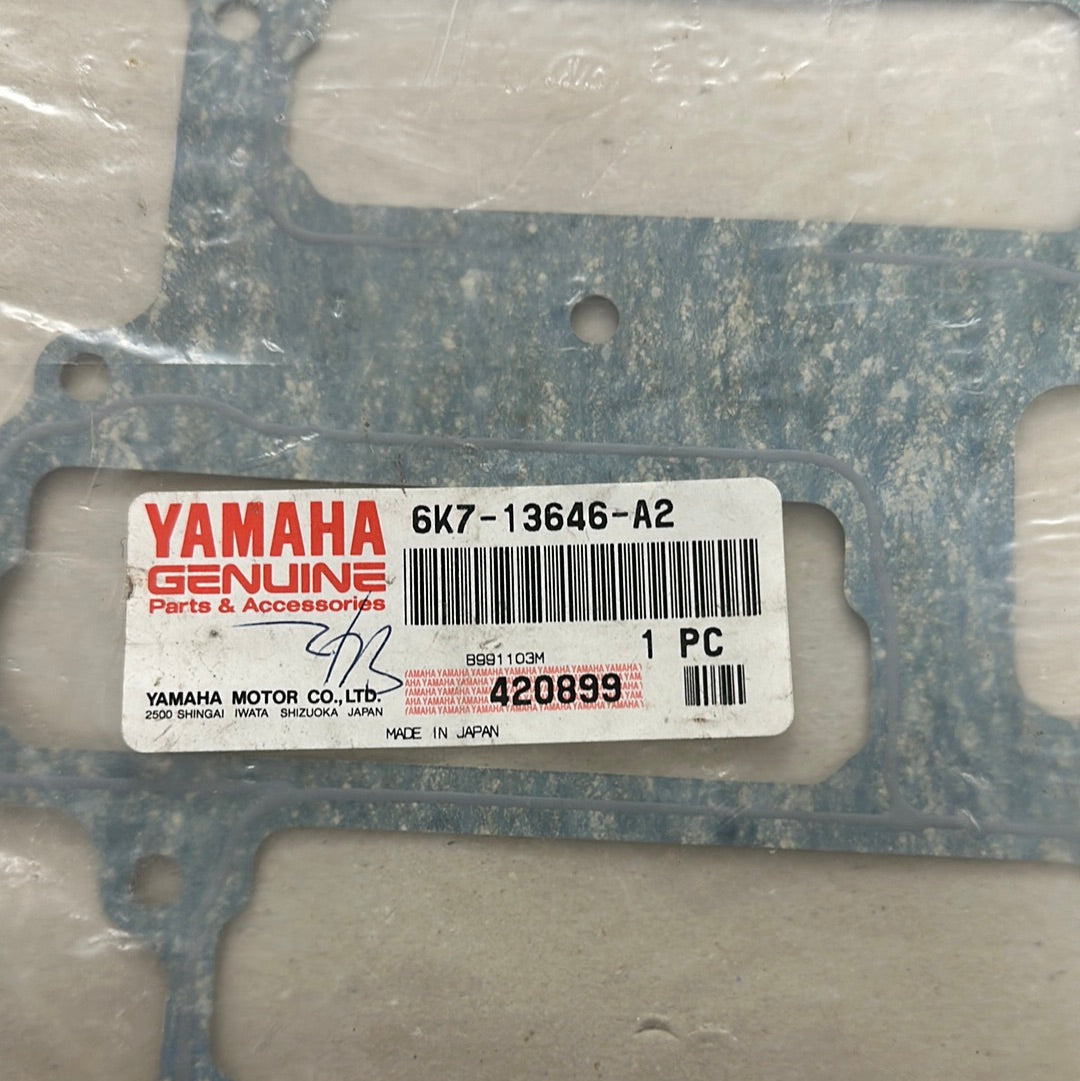 YAMAHA
GENUINE
Parts & Accessories
6K7-13646-A2
1 PC
B991103M
420899
YAMAHA MOTOR CO., LTD.
2500 SHINGAI IWATA SHIZUOKA JAPAN
MADE IN JAPAN